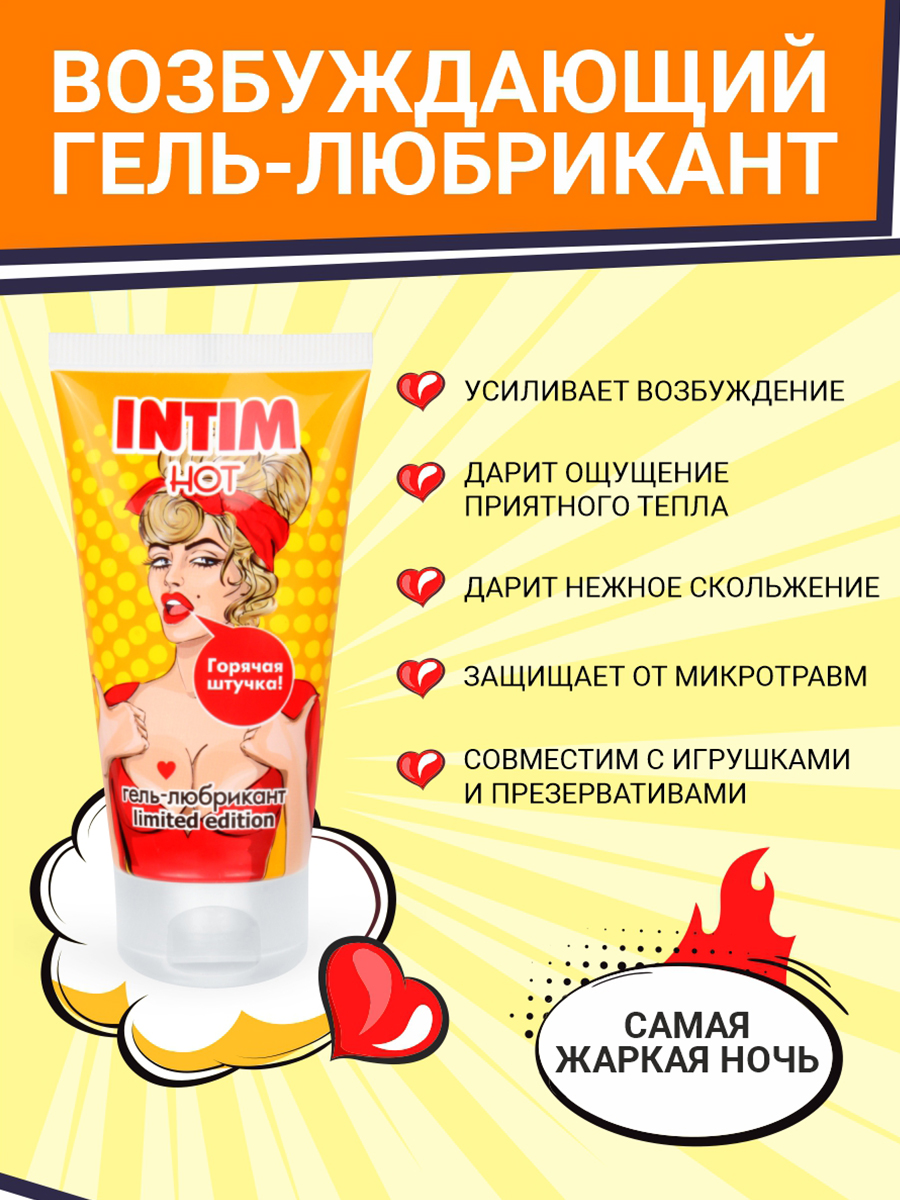 ВОЗБУЖДАЮЩИЙ
ГЕЛЬ-ЛЮБРИКАНТ
INTIM
HOT
Горячая
штучка!
гель-любрикант
limited edition
УСИЛИВАЕТ ВОЗБУЖДЕНИЕ
ДАРИТ ОЩУЩЕНИЕ
ПРИЯТНОГО ТЕПЛА
ДАРИТ НЕЖНОЕ СКОЛЬЖЕНИЕ
ЗАЩИЩАЕТ ОТ МИКРОТРАВМ
СОВМЕСТИМ С ИГРУШКАМИ
И ПРЕЗЕРВАТИВАМИ
САМАЯ
ЖАРКАЯ НОЧЬ